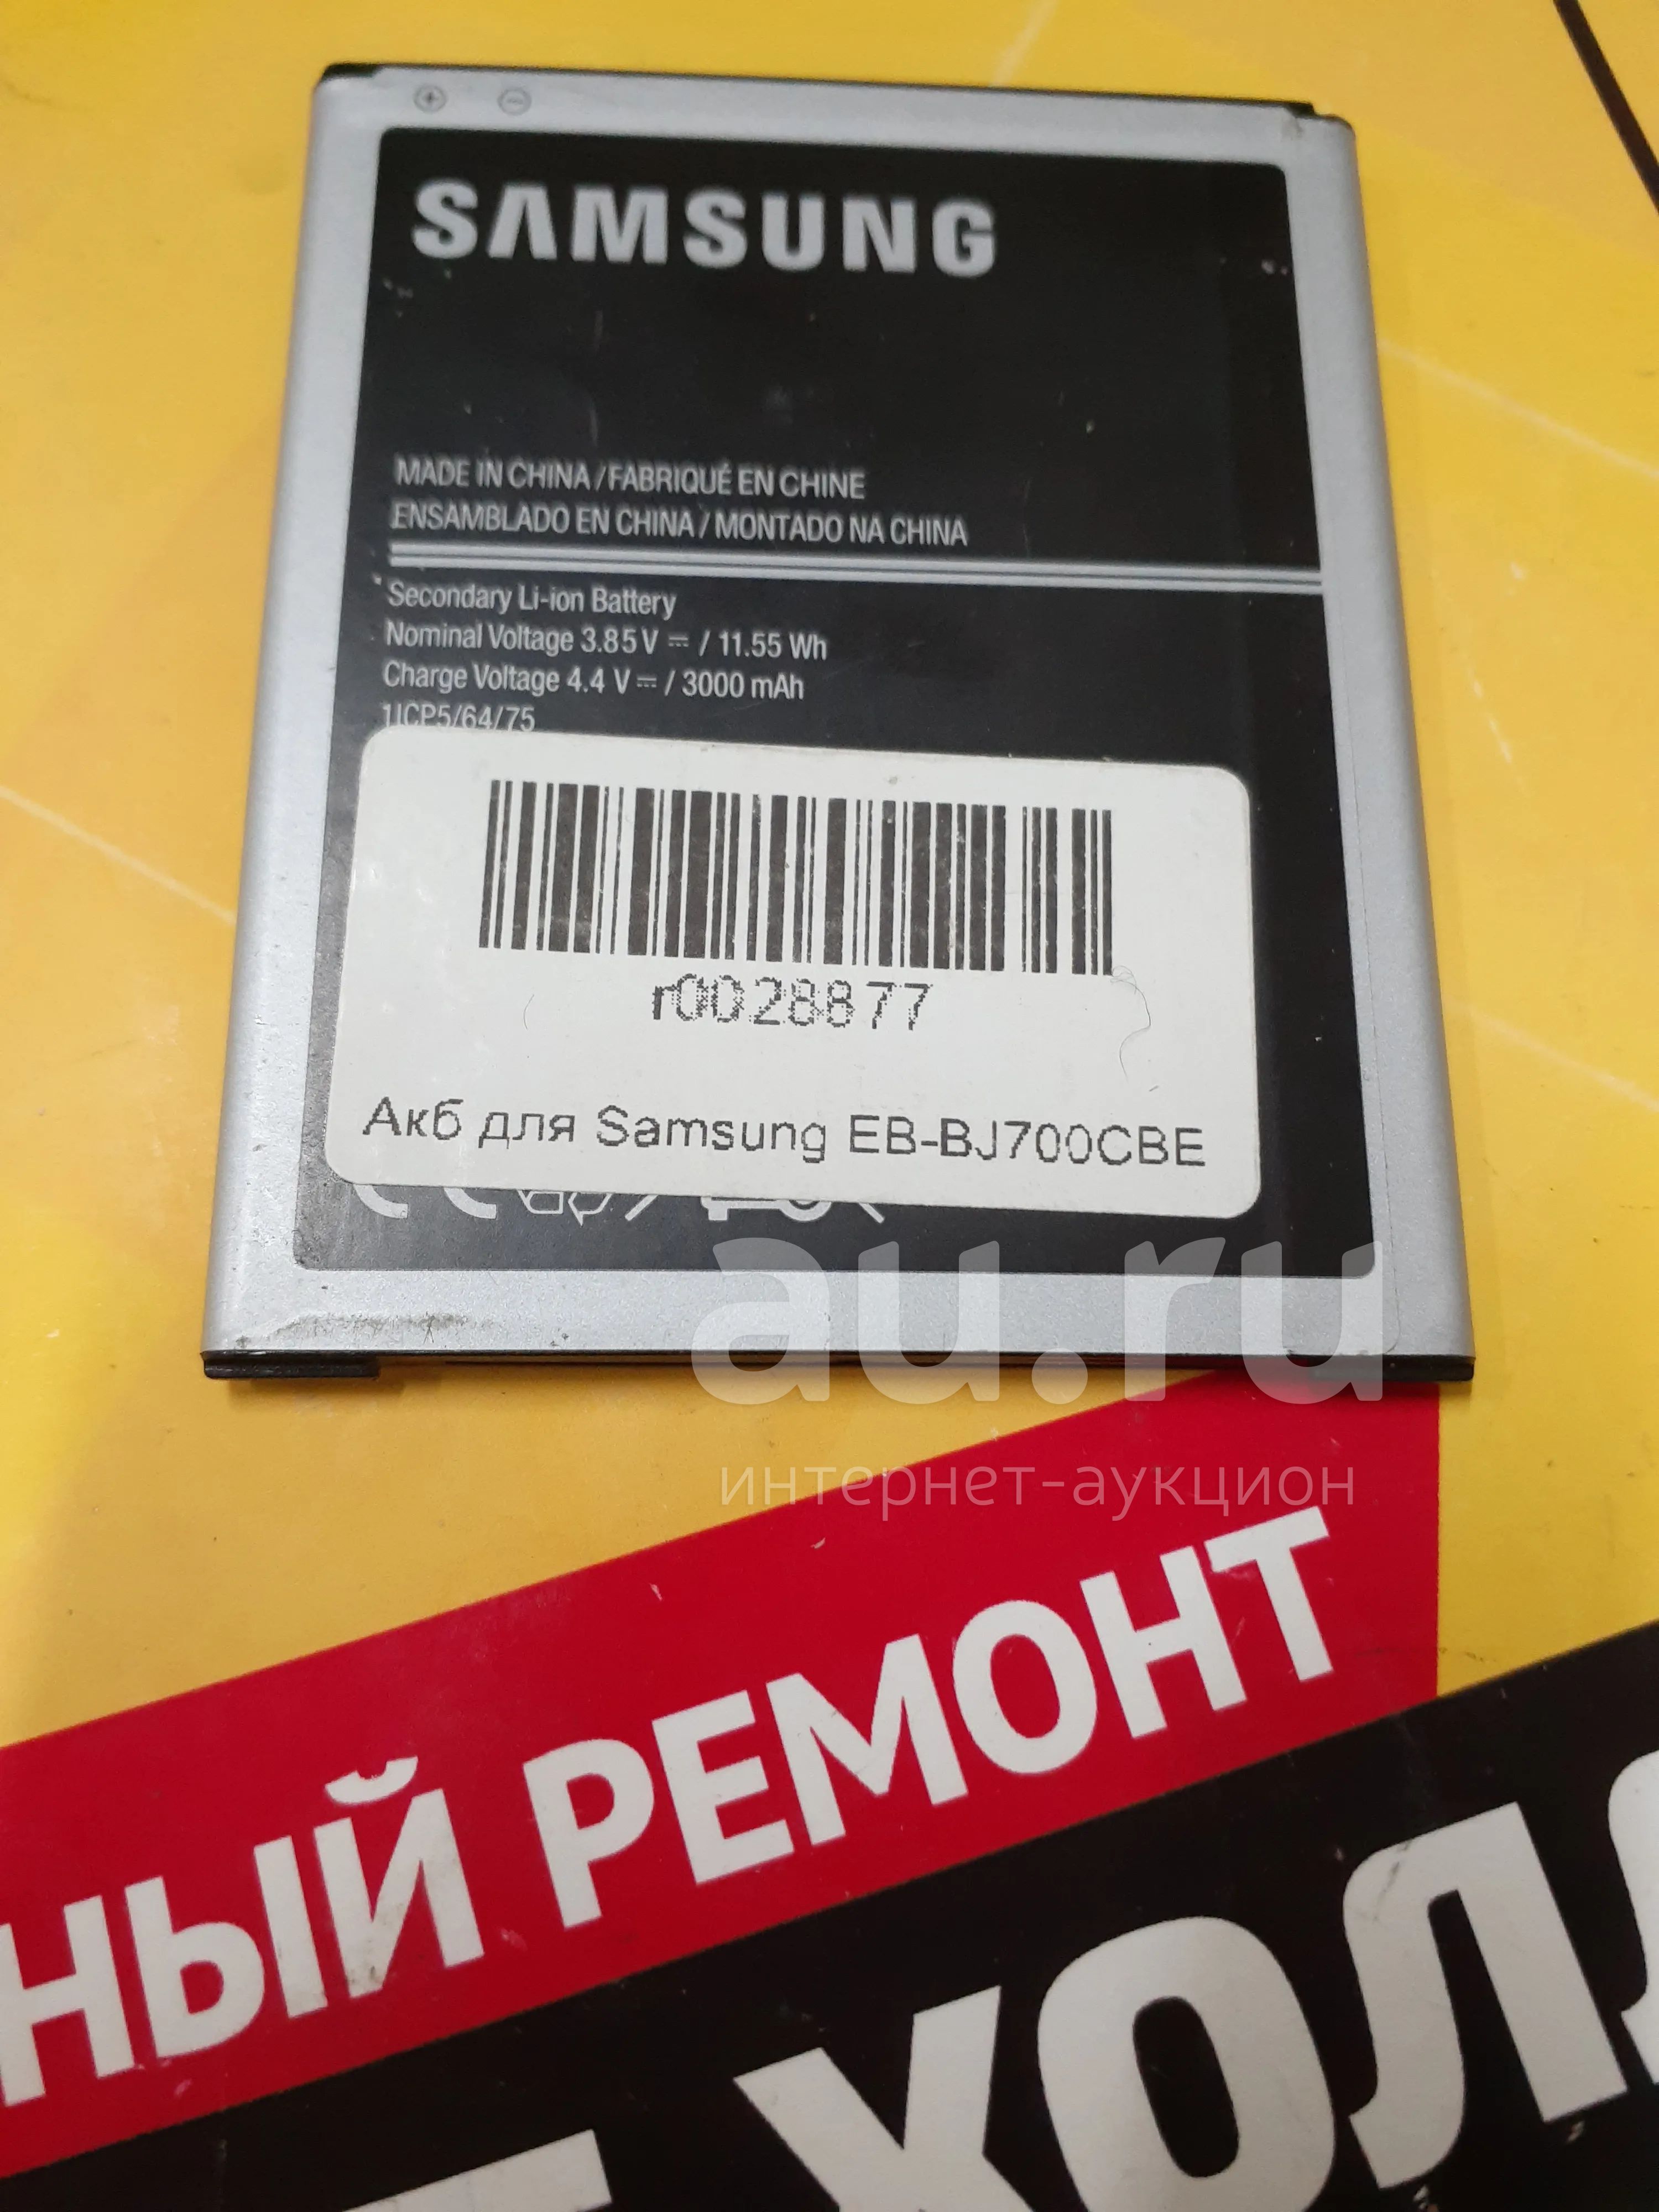 SAMSUNG
MADE IN CHINA / FABRIQUÉ EN CHINE
ENSAMBLADO EN CHINA / MONTADO NA CHINA
Secondary Li-ion Battery
Nominal Voltage 3.85 V ⎓ / 11.55 Wh
Charge Voltage 4.4 V ⎓ / 3000 mAh
1ICP5/64/75
r0028877
Акб для Samsung EB-BJ700CBE
au.ru
интернет-аукцион
НЫЙ РЕМОНТ